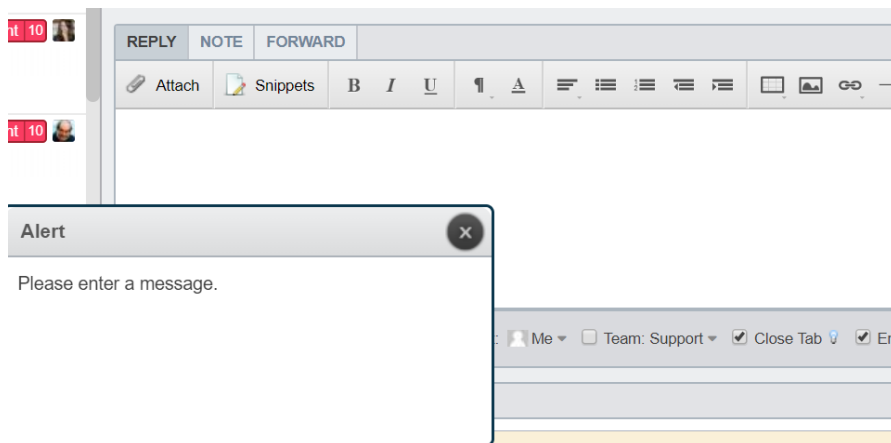 nt 10
REPLY NOTE FORWARD
Attach Snippets B I U ¶ A
nt 10
Alert
Please enter a message.
: Me Team: Support Close Tab